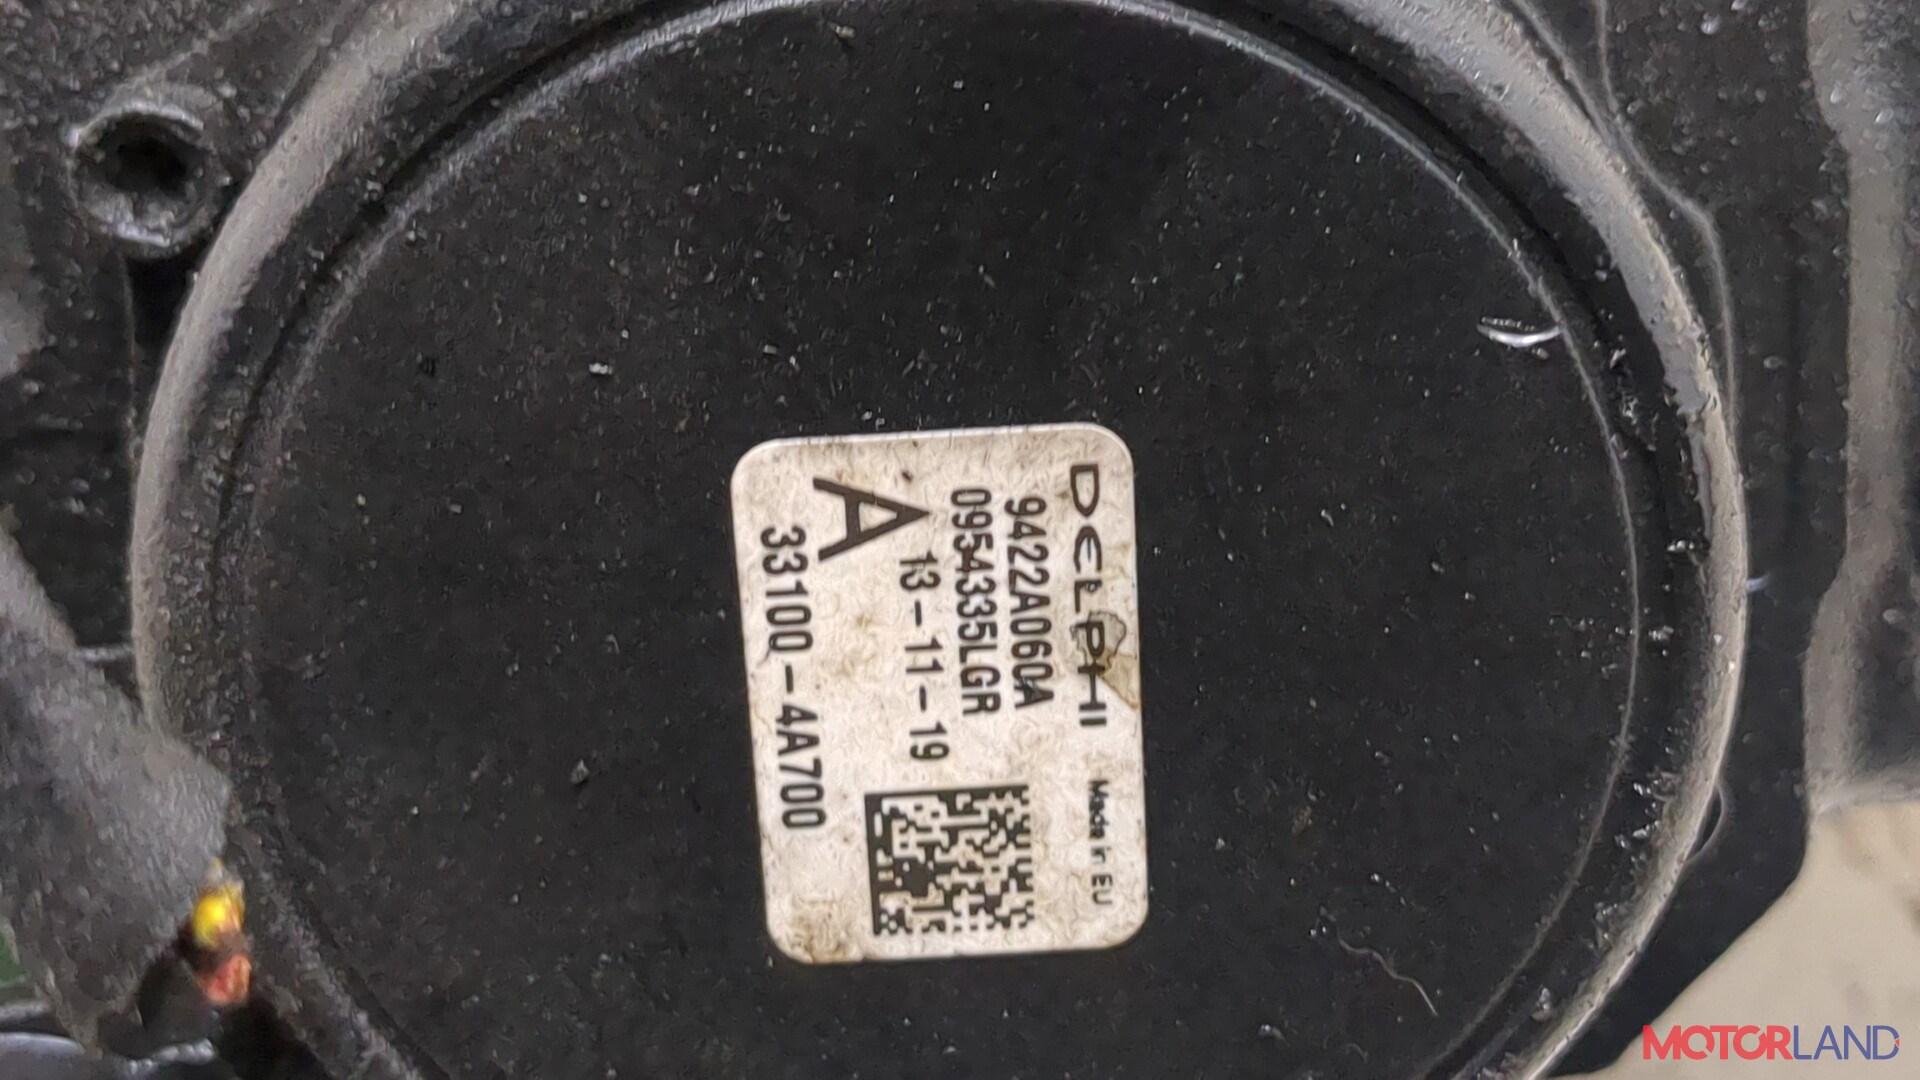 DELPHI Made in EU
9422A060A
09543335LGR
13-11-19
A
33100-4A700
MOTORLAND